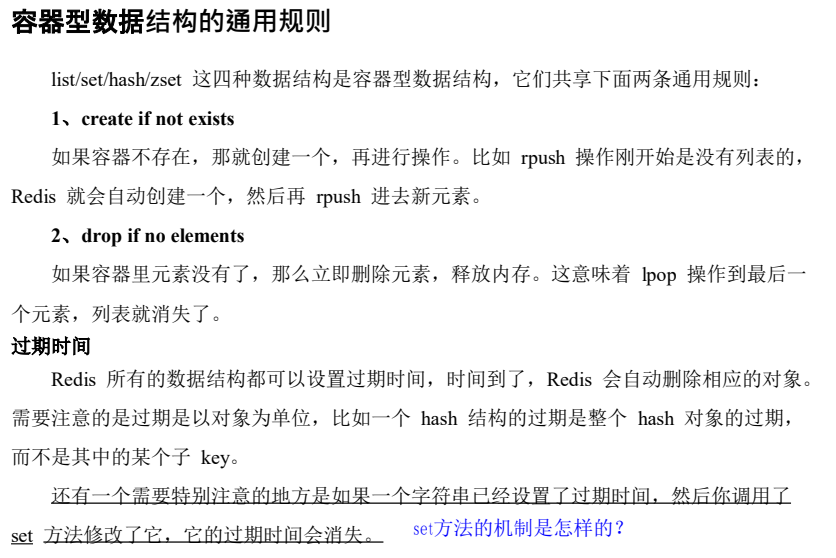 容器型数据结构的通用规则
list/set/hash/zset 这四种数据结构是容器型数据结构，它们共享下面两条通用规则：
1、create if not exists
如果容器不存在，那就创建一个，再进行操作。比如 rpush 操作刚开始是没有列表的，
Redis 就会自动创建一个，然后再 rpush 进去新元素。
2、drop if no elements
如果容器里元素没有了，那么立即删除元素，释放内存。这意味着 lpop 操作到最后一
个元素，列表就消失了。
过期时间
Redis 所有的数据结构都可以设置过期时间，时间到了，Redis 会自动删除相应的对象。
需要注意的是过期是以对象为单位，比如一个 hash 结构的过期是整个 hash 对象的过期，
而不是其中的某个子 key。
还有一个需要特别注意的地方是如果一个字符串已经设置了过期时间，然后你调用了
set 方法修改了它，它的过期时间会消失。 set方法的机制是怎样的？